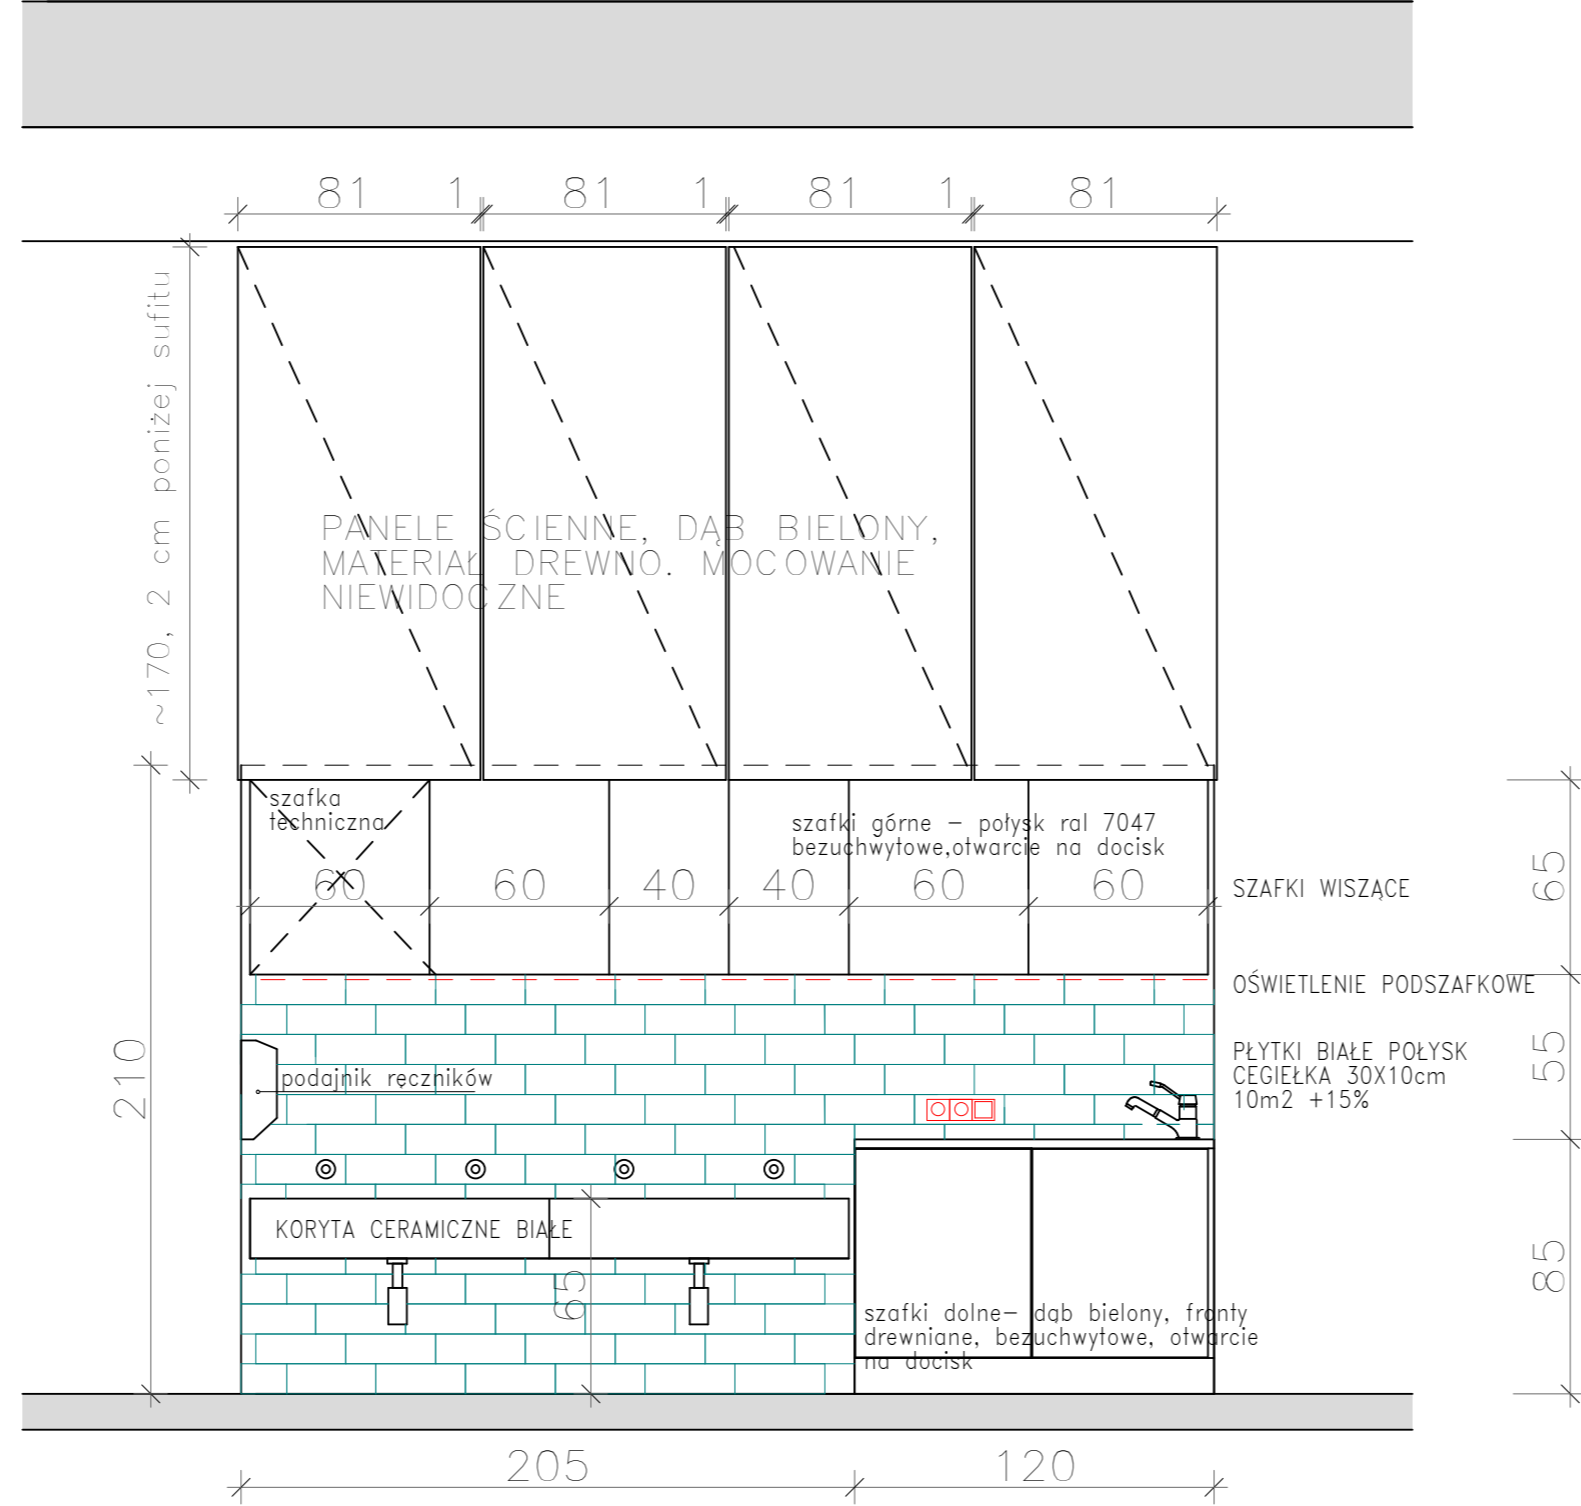 81 1 81 1 81 1 81
~170, 2 cm poniżej sufitu
PANELE ŚCIENNE, DĄB BIELONY,
MATERIAŁ DREWNO. MOCOWANIE
NIEWIDOCZNE
szafka
techniczna
szafki górne – połysk ral 7047
bezuchwytowe,otwarcie na docisk
60 60 40 40 60 60
SZAFKI WISZĄCE
65
OŚWIETLENIE PODSZAFKOWE
PŁYTKI BIAŁE POŁYSK
CEGIEŁKA 30X10cm
10m2 +15%
55
210
podajnik ręczników
KORYTA CERAMICZNE BIAŁE
65
85
szafki dolne– dąb bielony, fronty
drewniane, bezuchwytowe, otwarcie
na docisk
205 120